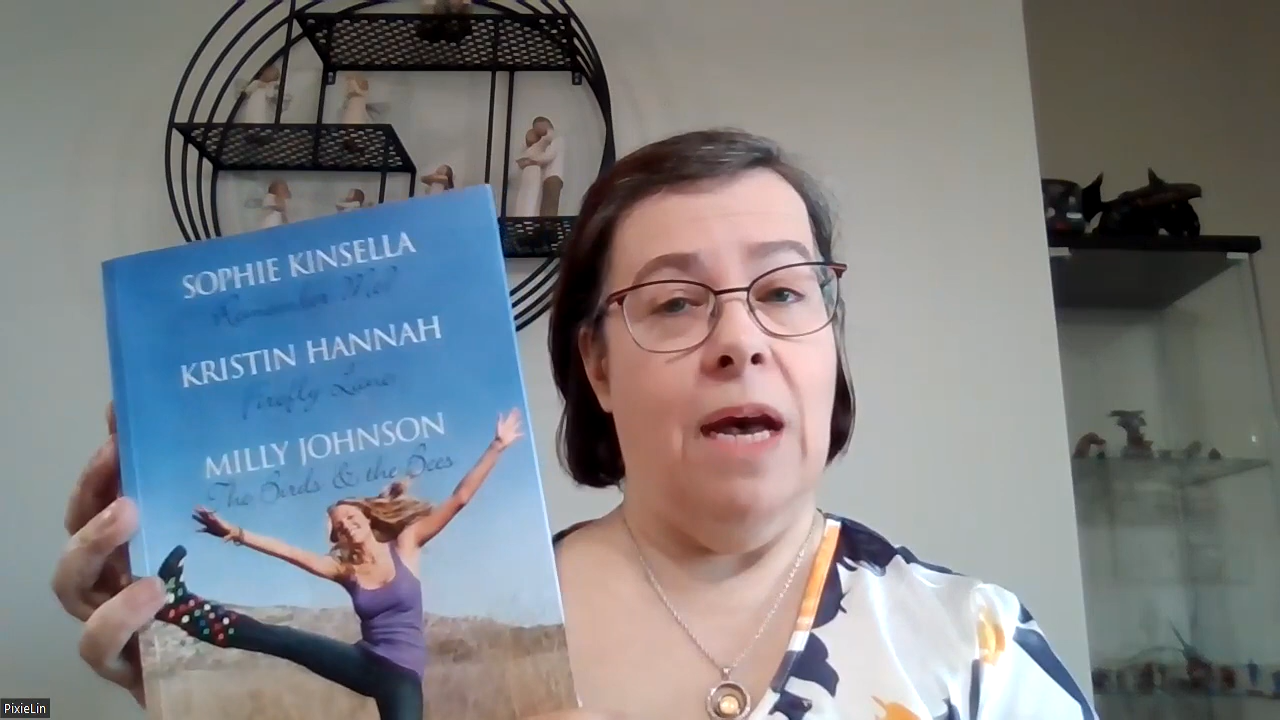 SOPHIE KINSELLA
Remember Me?
KRISTIN HANNAH
Firefly Lane
MILLY JOHNSON
The Birds & the Bees
PixieLin